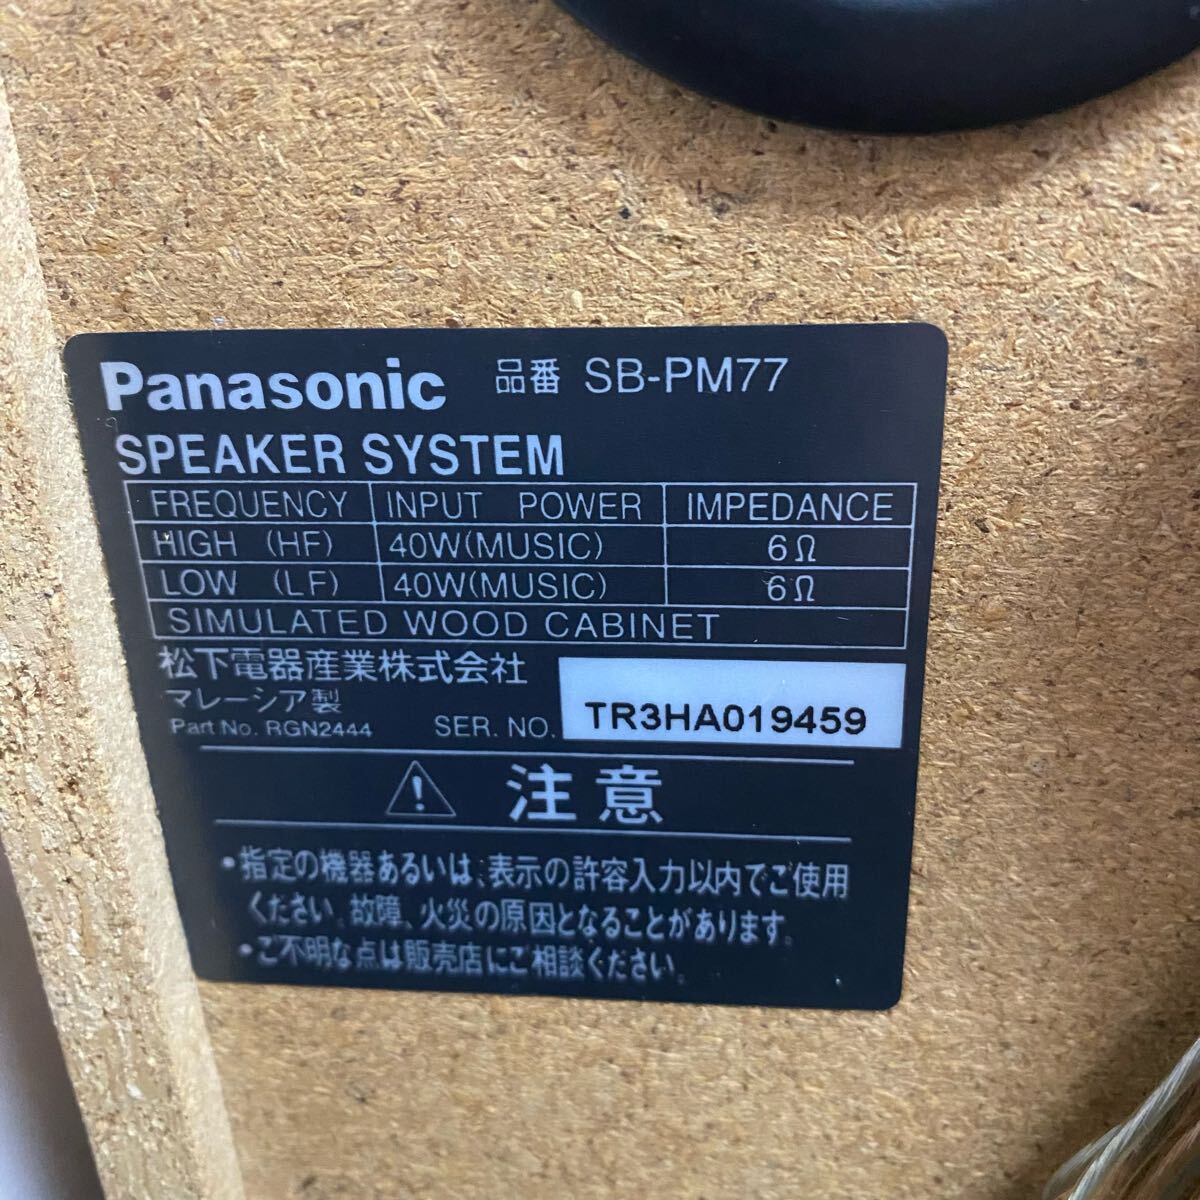 Panasonic 品番 SB-PM77
SPEAKER SYSTEM
FREQUENCY INPUT POWER IMPEDANCE
HIGH (HF) 40W(MUSIC) 6Ω
LOW (LF) 40W(MUSIC) 6Ω
SIMULATED WOOD CABINET
松下電器産業株式会社
マレーシア製
Part No. RGN2444 SER. NO. TR3HA019459
注意
•指定の機器あるいは、表示の許容入力以内でご使用
ください。故障、火災の原因となることがあります。
•ご不明な点は販売店にご相談ください。